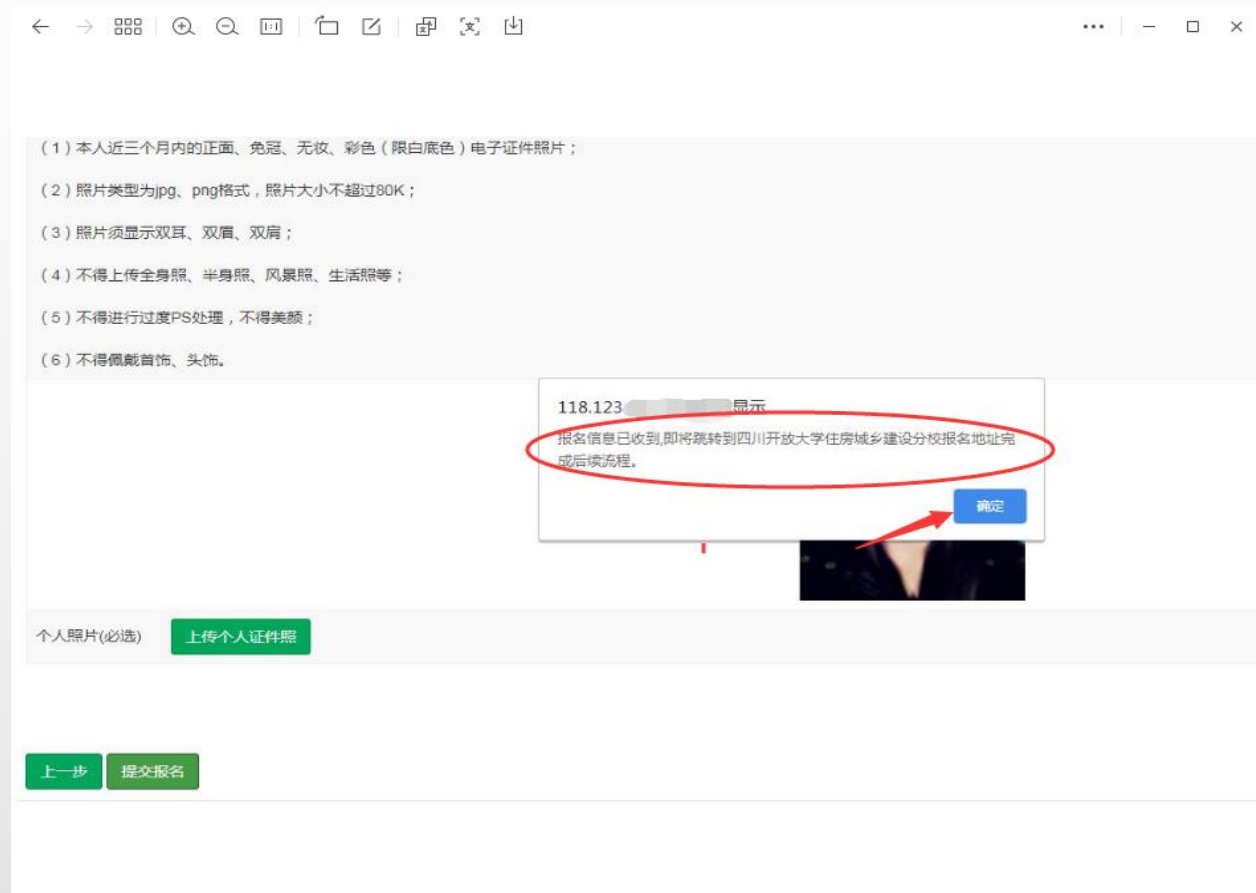 (1)本人近三个月内的正面、免冠、无妆、彩色(限白底色)电子证件照片;
(2)照片类型为jpg、png格式,照片大小不超过80K;
(3)照片须显示双耳、双眉、双肩;
(4)不得上传全身照、半身照、风景照、生活照等;
(5)不得进行过度PS处理,不得美颜;
(6)不得佩戴首饰、头饰。
118.123 显示
报名信息已收到,即将跳转到四川开放大学住房城乡建设分校报名地址完
成后续流程。
确定
个人照片(必选) 上传个人证件照
上一步 提交报名